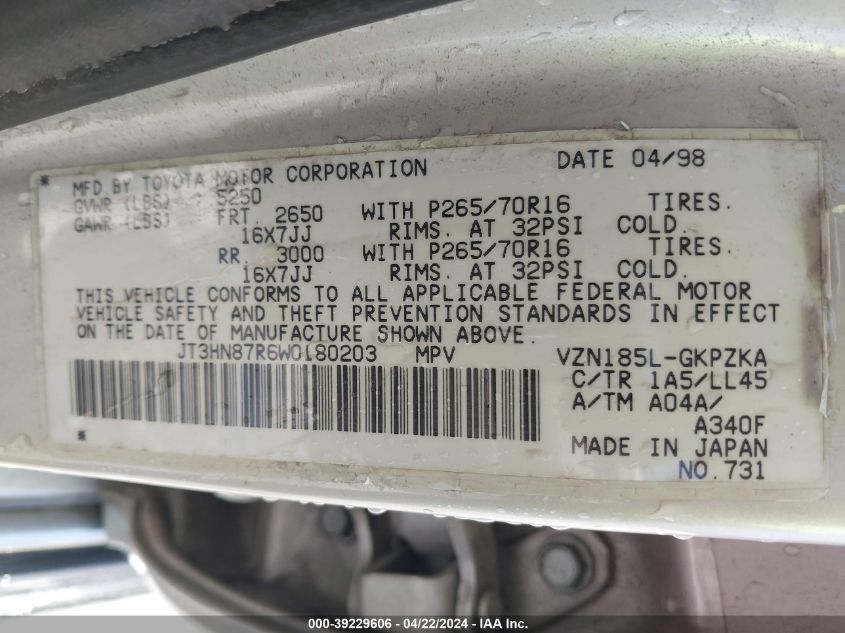 * MFD.BY TOYOTA MOTOR CORPORATION DATE 04/98
GVWR (LBS) : 5250
GAWR (LBS) FRT. 2650 WITH P265/70R16 TIRES.
16X7JJ RIMS. AT 32PSI COLD.
RR. 3000 WITH P265/70R16 TIRES.
16X7JJ RIMS. AT 32PSI COLD.
THIS VEHICLE CONFORMS TO ALL APPLICABLE FEDERAL MOTOR
VEHICLE SAFETY AND THEFT PREVENTION STANDARDS IN EFFECT
ON THE DATE OF MANUFACTURE SHOWN ABOVE.
JT3HN87R6W0180203 MPV VZN185L-GKPZKA
C/TR 1A5/LL45
A/TM A04A/
A340F
* MADE IN JAPAN
NO.731
000-39229606 / 04/22/2024 - IAA Inc.